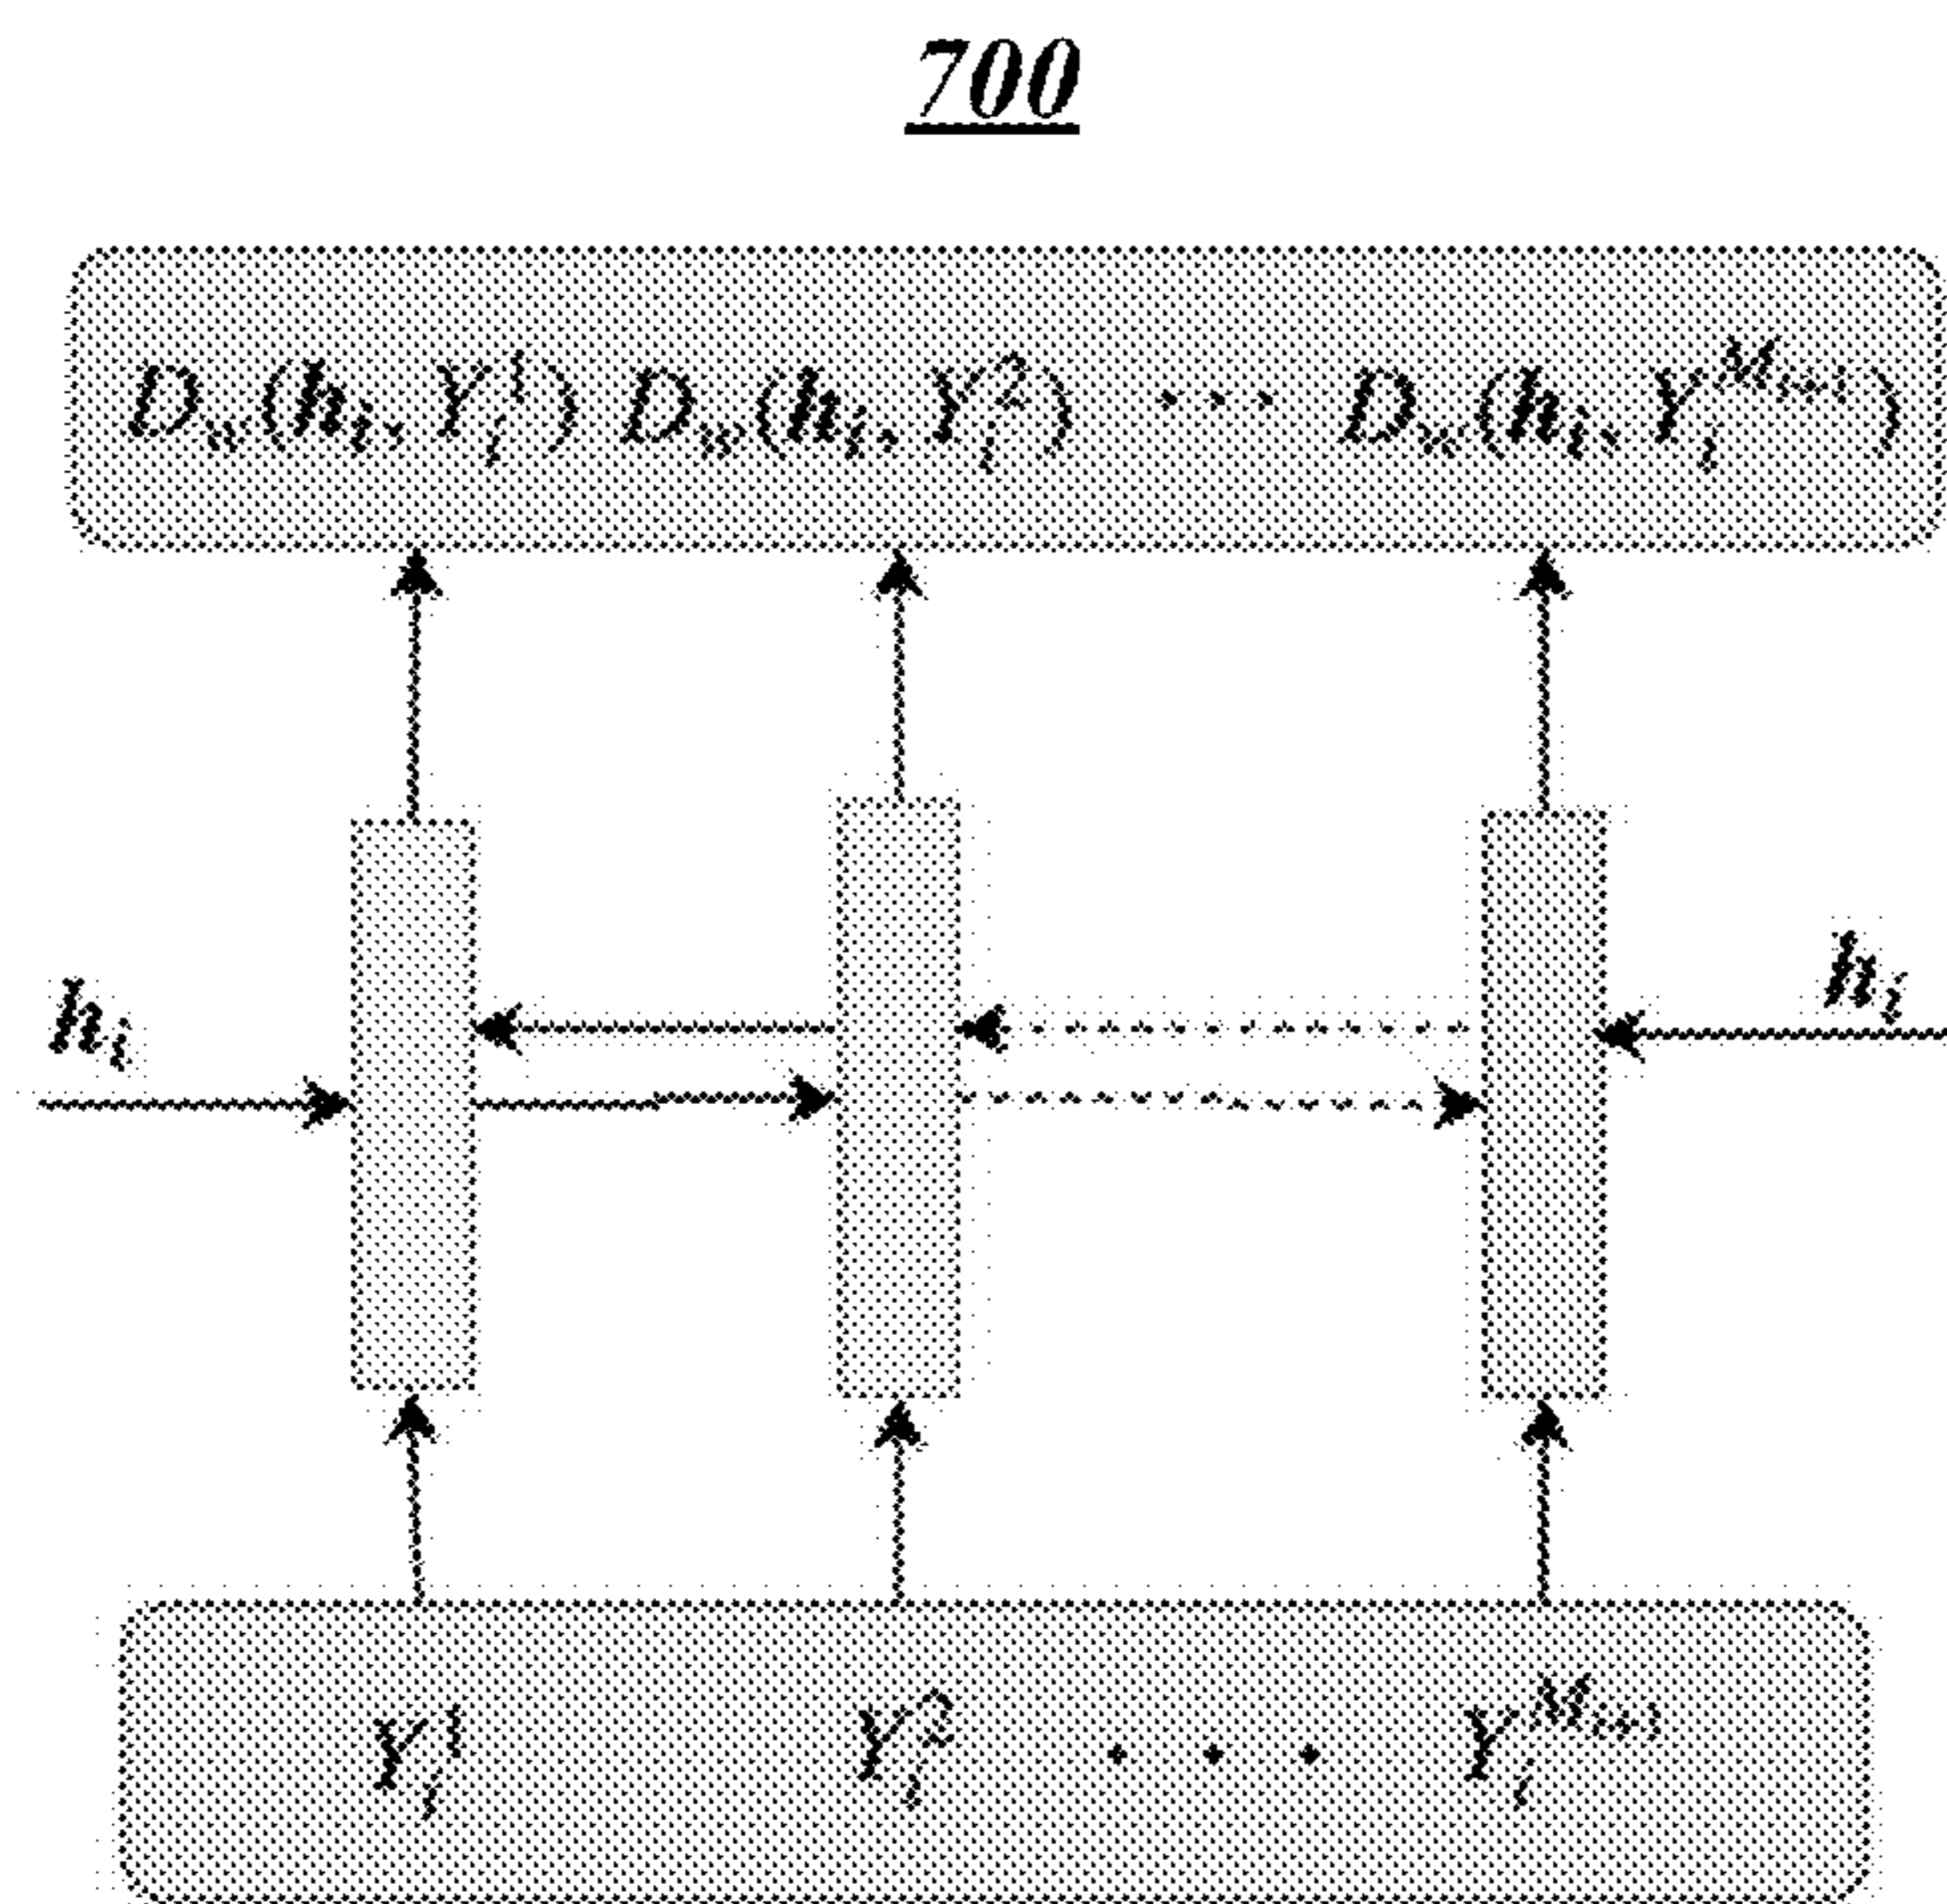 700
D_w(h_i, Y_i^1) D_w(h_i, Y_i^2) ... D_w(h_i, Y_i^{M_{i+1}})
h_i
h_i
Y_i^1 Y_i^2 . . . Y_i^{M_{i+1}}